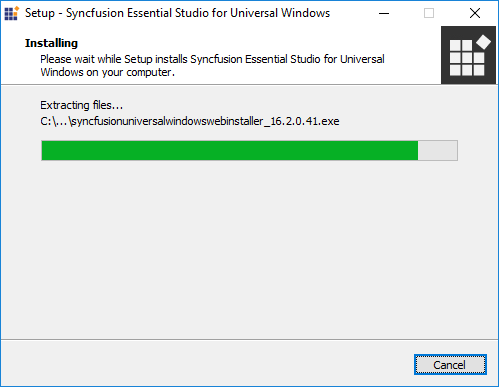 Setup - Syncfusion Essential Studio for Universal Windows
Installing
Please wait while Setup installs Syncfusion Essential Studio for Universal
Windows on your computer.
Extracting files...
C:\...\syncfusionuniversalwindowswebinstaller_16.2.0.41.exe
Cancel